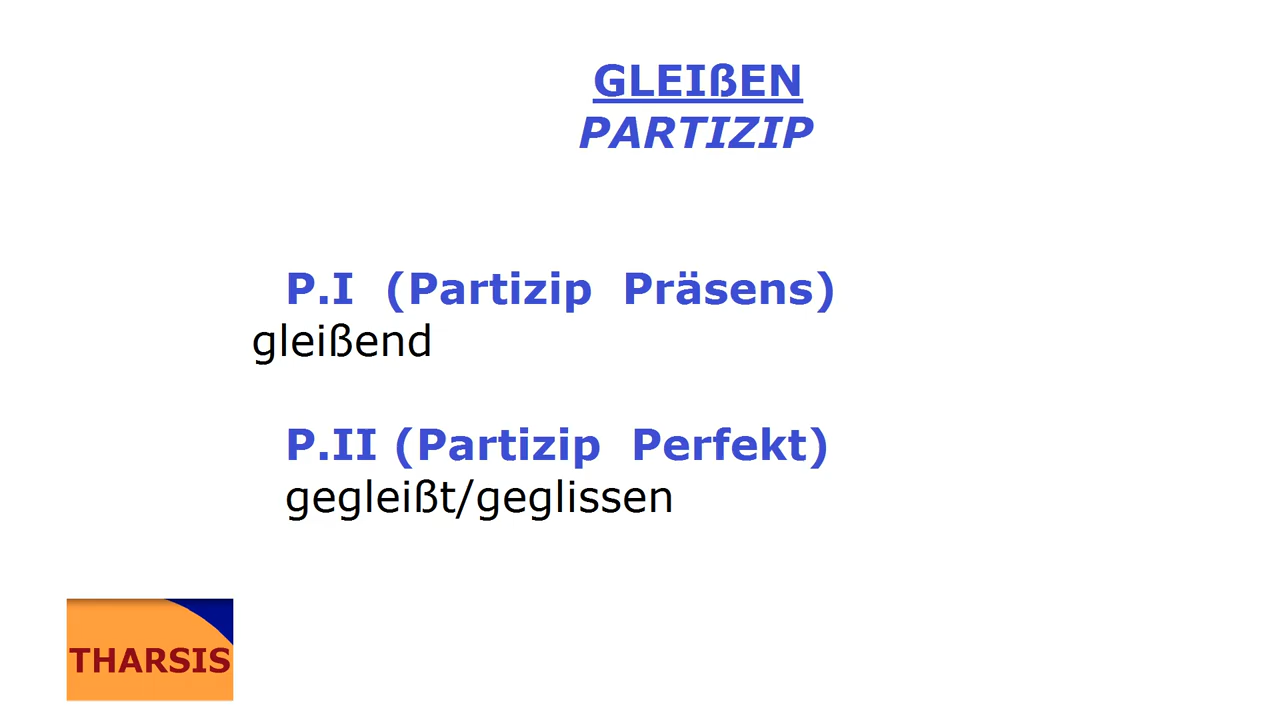 GLEIßEN
PARTIZIP
P.I (Partizip Präsens)
gleißend
P.II (Partizip Perfekt)
gegleißt/geglissen
THARSIS